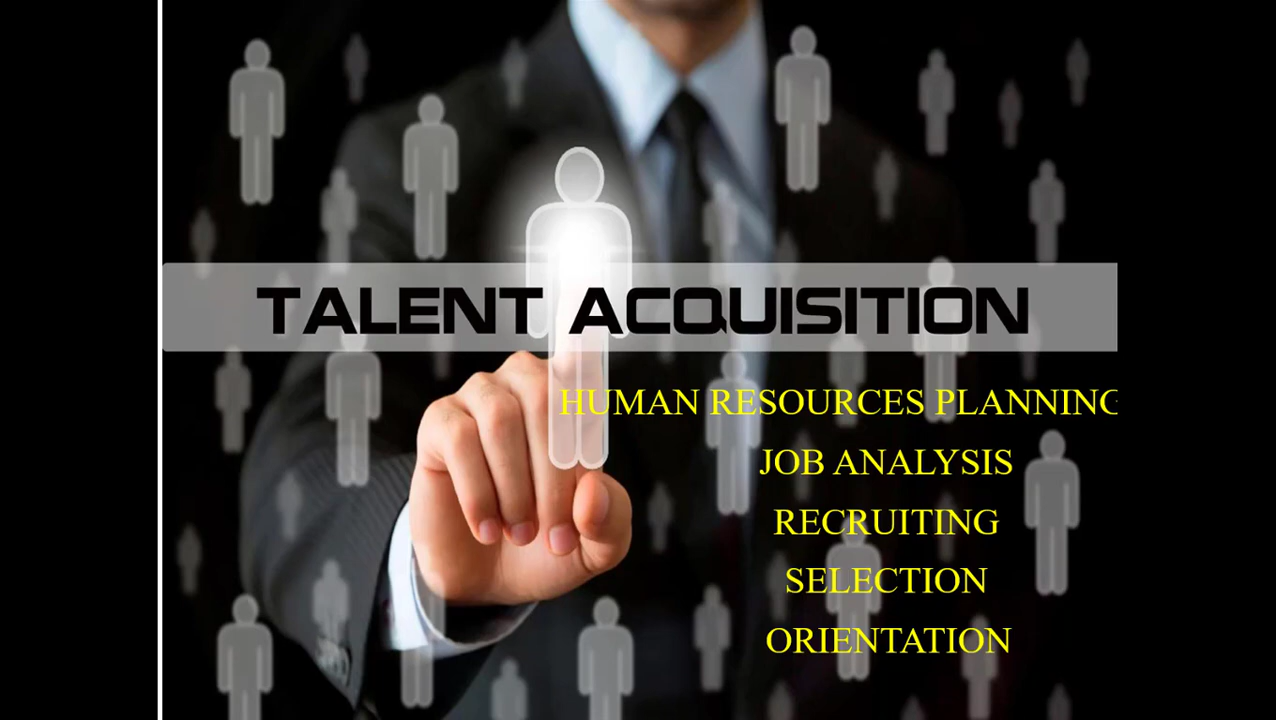 TALENT ACQUISITION
HUMAN RESOURCES PLANNING
JOB ANALYSIS
RECRUITING
SELECTION
ORIENTATION